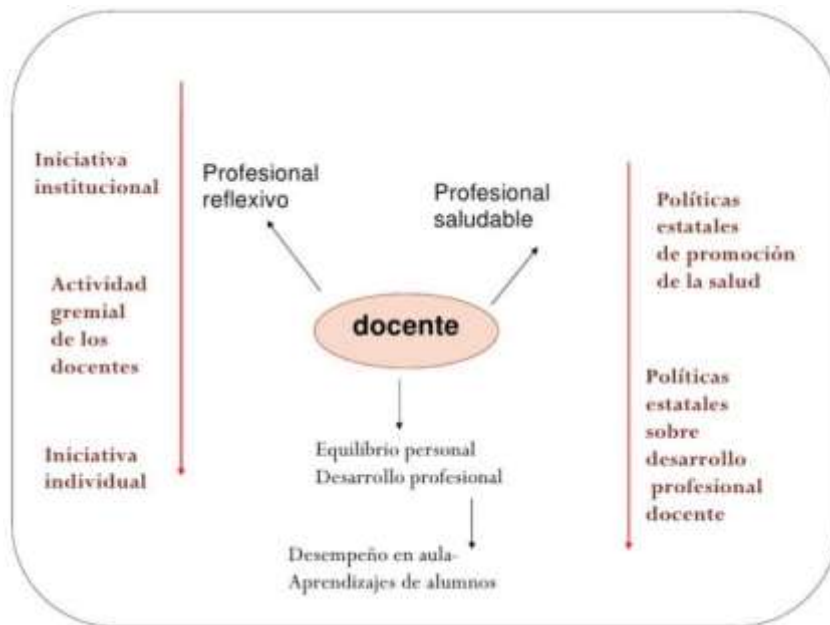 Iniciativa
institucional
Actividad
gremial
de los
docentes
Iniciativa
individual
Profesional
reflexivo
Profesional
saludable
docente
Equilibrio personal
Desarrollo profesional
Desempeño en aula-
Aprendizajes de alumnos
Políticas
estatales
de promoción
de la salud
Políticas
estatales
sobre
desarrollo
profesional
docente